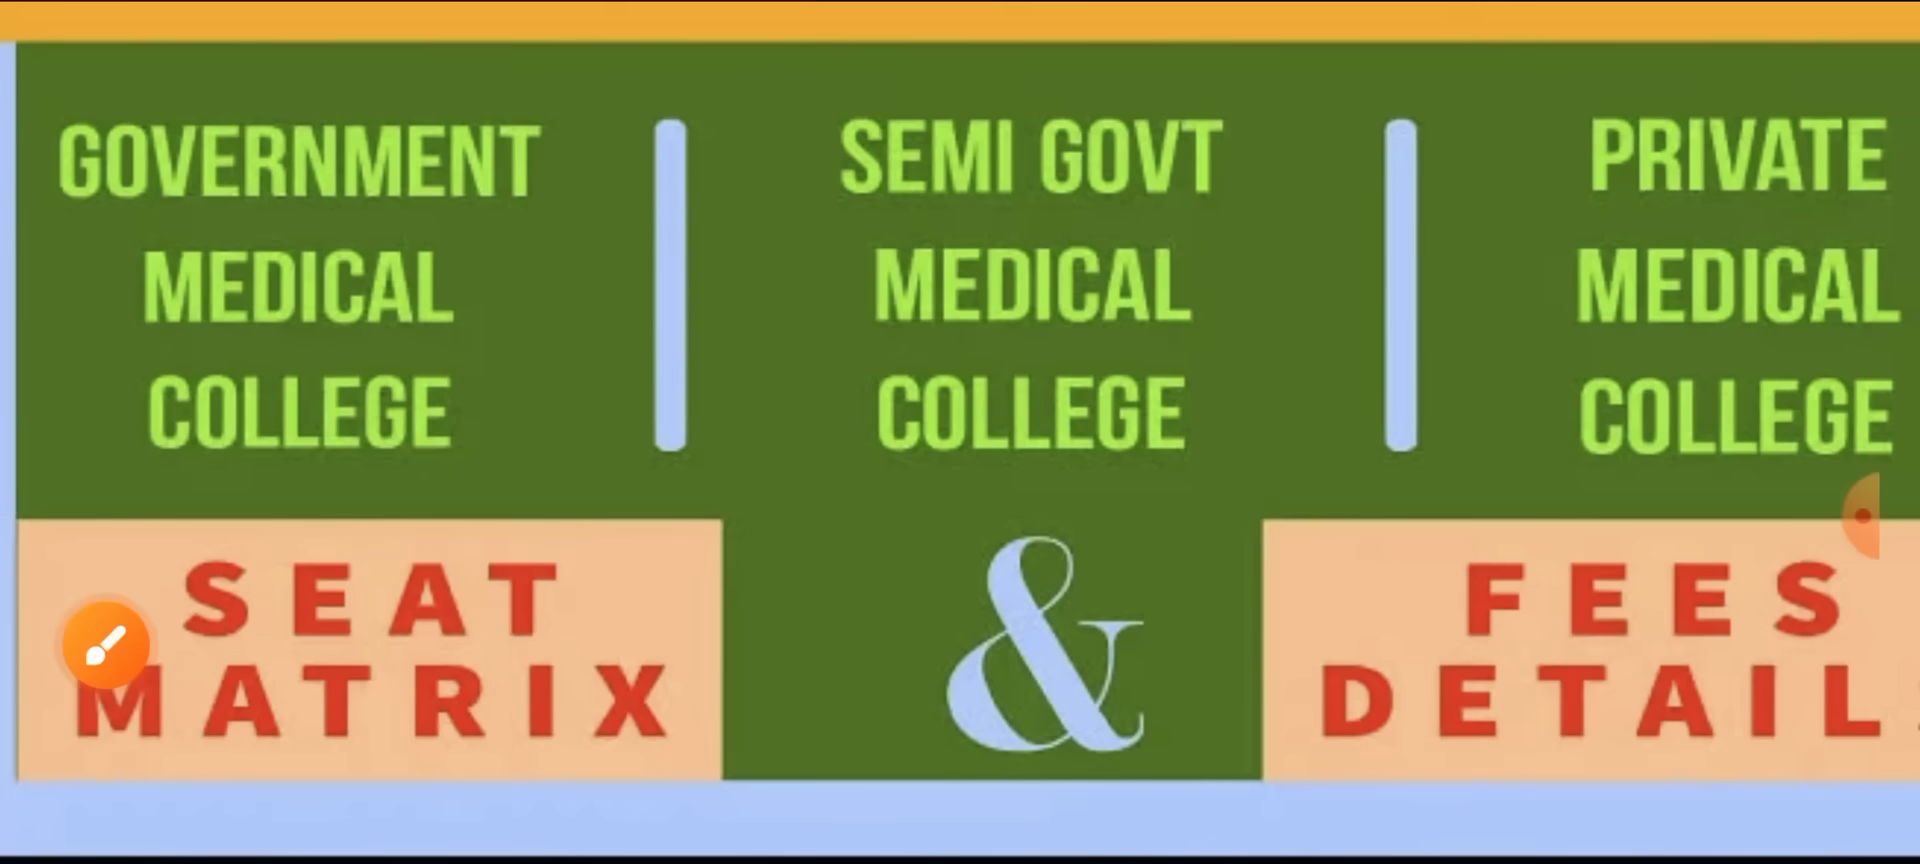 GOVERNMENT
MEDICAL
COLLEGE
SEMI GOVT
MEDICAL
COLLEGE
PRIVATE
MEDICAL
COLLEGE
SEAT
MATRIX
&
FEES
DETAIL